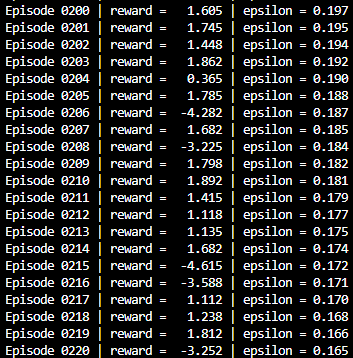 Episode 0200 | reward =   1.605 | epsilon = 0.197
Episode 0201 | reward =   1.745 | epsilon = 0.195
Episode 0202 | reward =   1.448 | epsilon = 0.194
Episode 0203 | reward =   1.862 | epsilon = 0.192
Episode 0204 | reward =   0.365 | epsilon = 0.190
Episode 0205 | reward =   1.785 | epsilon = 0.188
Episode 0206 | reward =  -4.282 | epsilon = 0.187
Episode 0207 | reward =   1.682 | epsilon = 0.185
Episode 0208 | reward =  -3.225 | epsilon = 0.184
Episode 0209 | reward =   1.798 | epsilon = 0.182
Episode 0210 | reward =   1.892 | epsilon = 0.181
Episode 0211 | reward =   1.415 | epsilon = 0.179
Episode 0212 | reward =   1.118 | epsilon = 0.177
Episode 0213 | reward =   1.135 | epsilon = 0.175
Episode 0214 | reward =   1.682 | epsilon = 0.174
Episode 0215 | reward =  -4.615 | epsilon = 0.172
Episode 0216 | reward =  -3.588 | epsilon = 0.171
Episode 0217 | reward =   1.112 | epsilon = 0.170
Episode 0218 | reward =   1.238 | epsilon = 0.168
Episode 0219 | reward =   1.812 | epsilon = 0.166
Episode 0220 | reward =  -3.252 | epsilon = 0.165